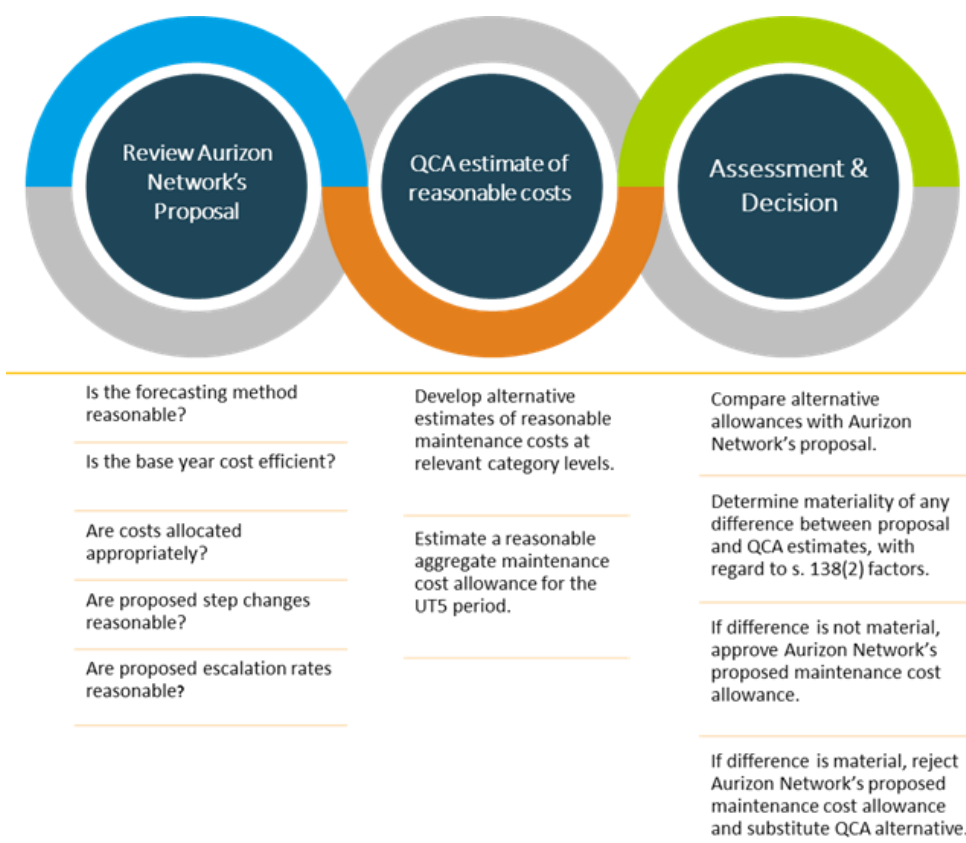 Review Aurizon
Network's
Proposal
QCA estimate of
reasonable costs
Assessment &
Decision
Is the forecasting method
reasonable?
Is the base year cost efficient?
Are costs allocated
appropriately?
Are proposed step changes
reasonable?
Are proposed escalation rates
reasonable?
Develop alternative
estimates of reasonable
maintenance costs at
relevant category levels.
Estimate a reasonable
aggregate maintenance
cost allowance for the
UT5 period.
Compare alternative
allowances with Aurizon
Network's proposal.
Determine materiality of any
difference between proposal
and QCA estimates, with
regard to s. 138(2) factors.
If difference is not material,
approve Aurizon Network's
proposed maintenance cost
allowance.
If difference is material, reject
Aurizon Network's proposed
maintenance cost allowance
and substitute QCA alternative.